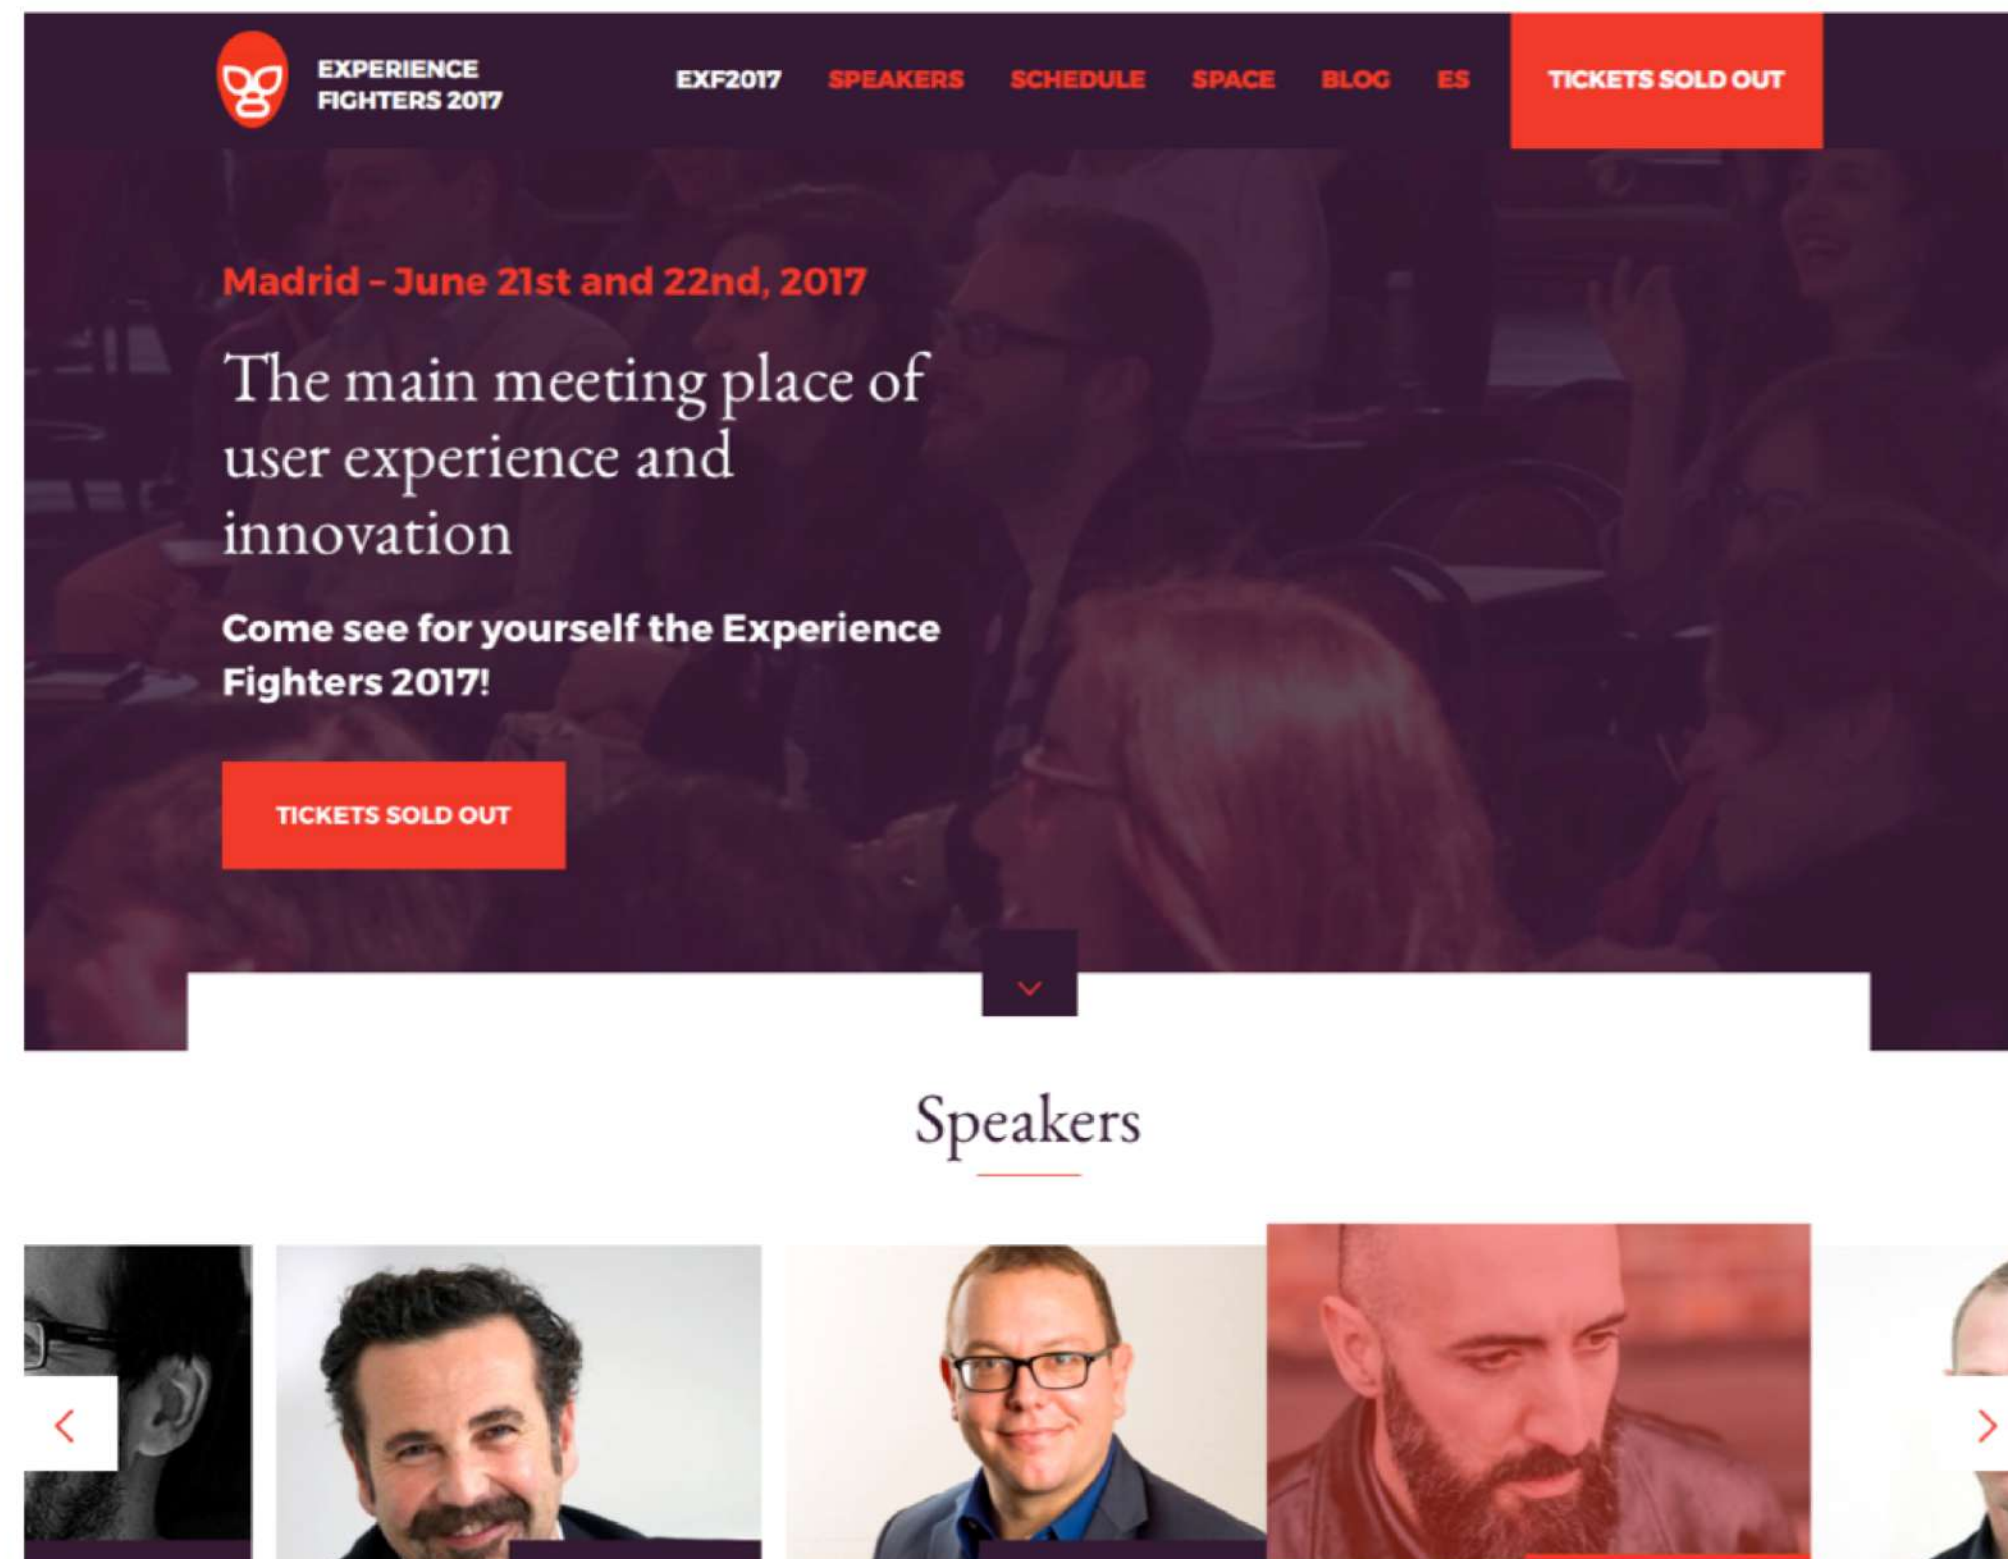 EXPERIENCE
FIGHTERS 2017
EXF2017 SPEAKERS SCHEDULE SPACE BLOG ES TICKETS SOLD OUT
Madrid – June 21st and 22nd, 2017
The main meeting place of
user experience and
innovation
Come see for yourself the Experience
Fighters 2017!
TICKETS SOLD OUT
Speakers